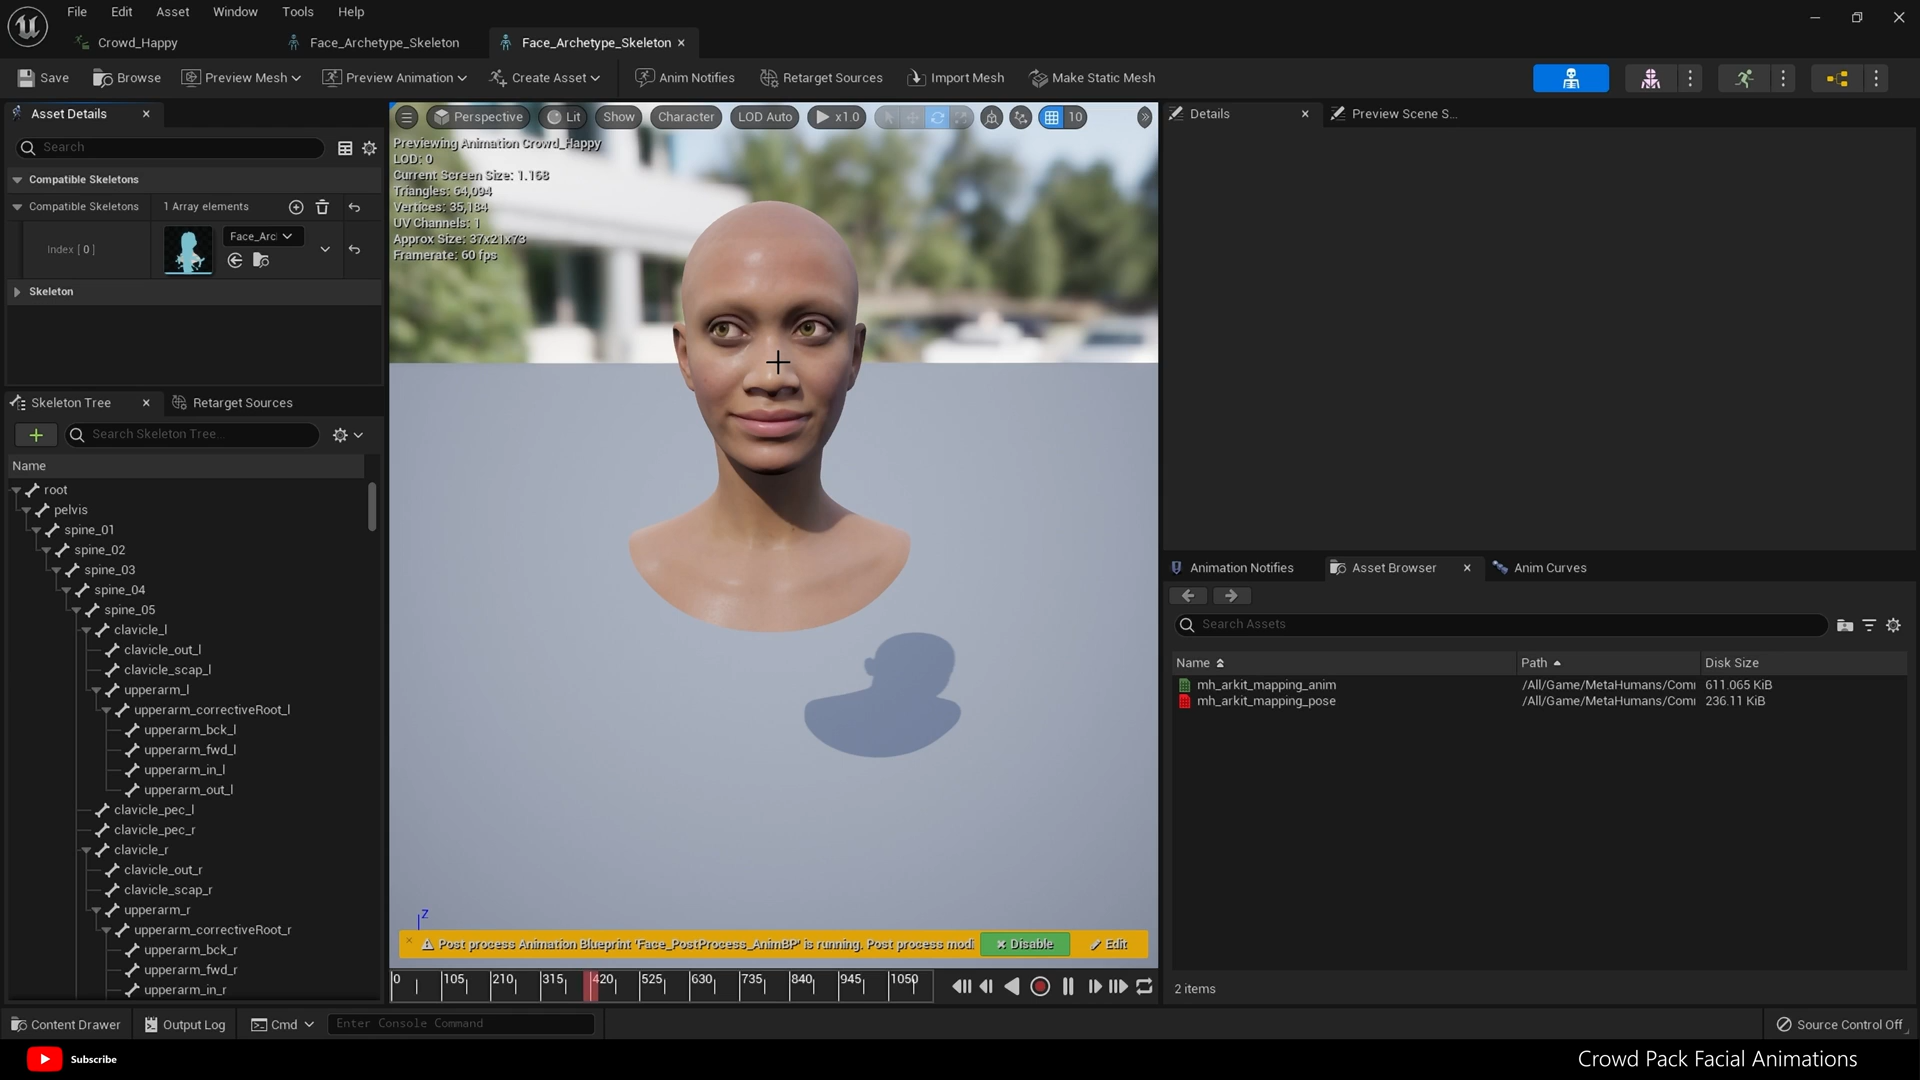 File Edit Asset Window Tools Help
Crowd_Happy Face_Archetype_Skeleton Face_Archetype_Skeleton
Save Browse Preview Mesh Preview Animation Create Asset Anim Notifies Retarget Sources Import Mesh Make Static Mesh
Asset Details
Search
Compatible Skeletons
Compatible Skeletons 1 Array elements
Index [ 0 ] Face_Arc
Skeleton
Skeleton Tree Retarget Sources
Search Skeleton Tree...
Name
root
pelvis
spine_01
spine_02
spine_03
spine_04
spine_05
clavicle_l
clavicle_out_l
clavicle_scap_l
upperarm_l
upperarm_correctiveRoot_l
upperarm_bck_l
upperarm_fwd_l
upperarm_in_l
upperarm_out_l
clavicle_pec_l
clavicle_pec_r
clavicle_r
clavicle_out_r
clavicle_scap_r
upperarm_r
upperarm_correctiveRoot_r
upperarm_bck_r
upperarm_fwd_r
upperarm_in_r
Perspective Lit Show Character LOD Auto x1.0 10
Previewing Animation Crowd_Happy
LOD: 0
Current Screen Size: 1.168
Triangles: 64,094
Vertices: 35,184
UV Channels: 1
Approx Size: 37x21x73
Framerate: 60 fps
Z
Post process Animation Blueprint 'Face_PostProcess_AnimBP' is running. Post process modi Disable Edit
0 105 210 315 420 525 630 735 840 945 1050
Details Preview Scene S...
Animation Notifies Asset Browser Anim Curves
Search Assets
Name Path Disk Size
mh_arkit_mapping_anim /All/Game/MetaHumans/Comi 611.065 KiB
mh_arkit_mapping_pose /All/Game/MetaHumans/Comi 236.11 KiB
2 items
Content Drawer Output Log Cmd Enter Console Command Source Control Off
Subscribe
Crowd Pack Facial Animations